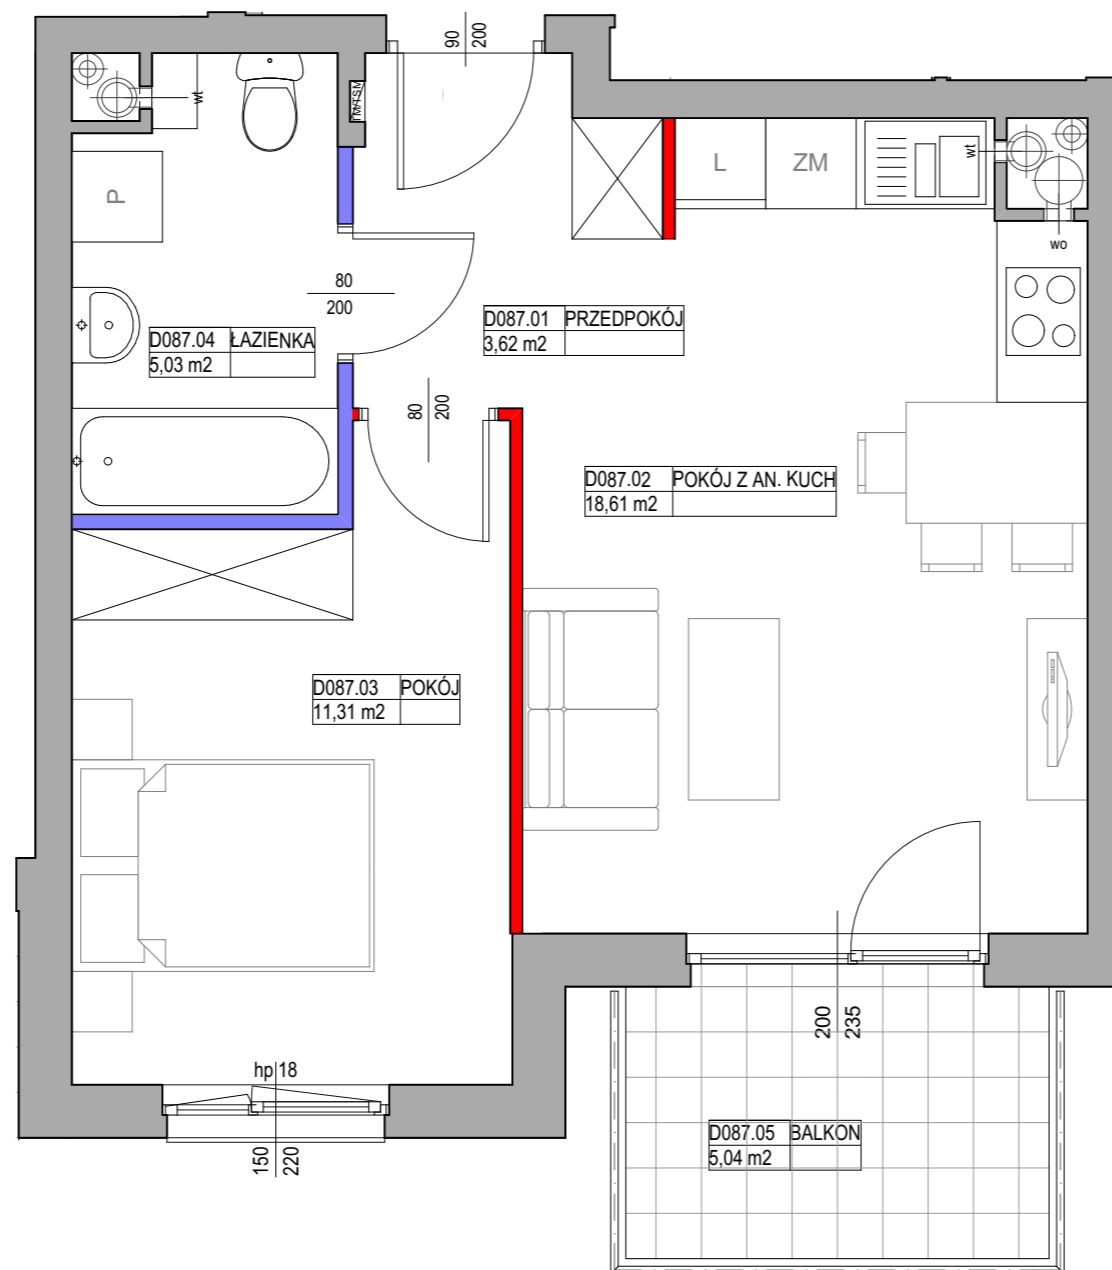 90
200
wt
TM/TSM
L
ZM
wt
P
wo
80
200
D087.01 PRZEDPOKÓJ
3,62 m2
D087.04 ŁAZIENKA
5,03 m2
80
200
D087.02 POKÓJ Z AN. KUCH
18,61 m2
D087.03 POKÓJ
11,31 m2
200
235
hp 18
150
220
D087.05 BALKON
5,04 m2